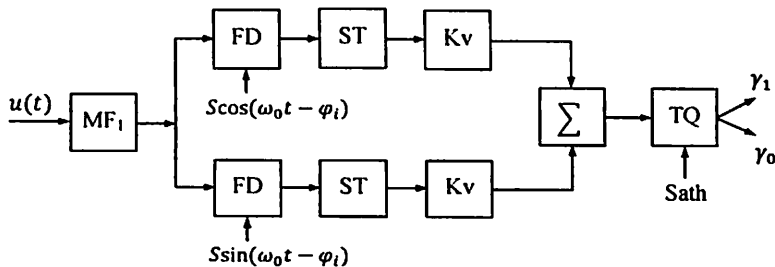 FD
ST
Kv
γ₁
u(t)
MF₁
Scos(ω₀t − φᵢ)
∑
TQ
γ₀
FD
ST
Kv
Sath
Ssin(ω₀t − φᵢ)